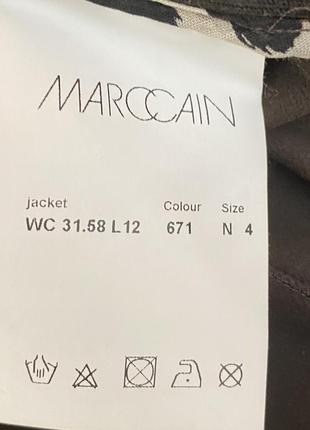 MARCCAIN
jacket Colour Size
WC 31.58 L12 671 N 4